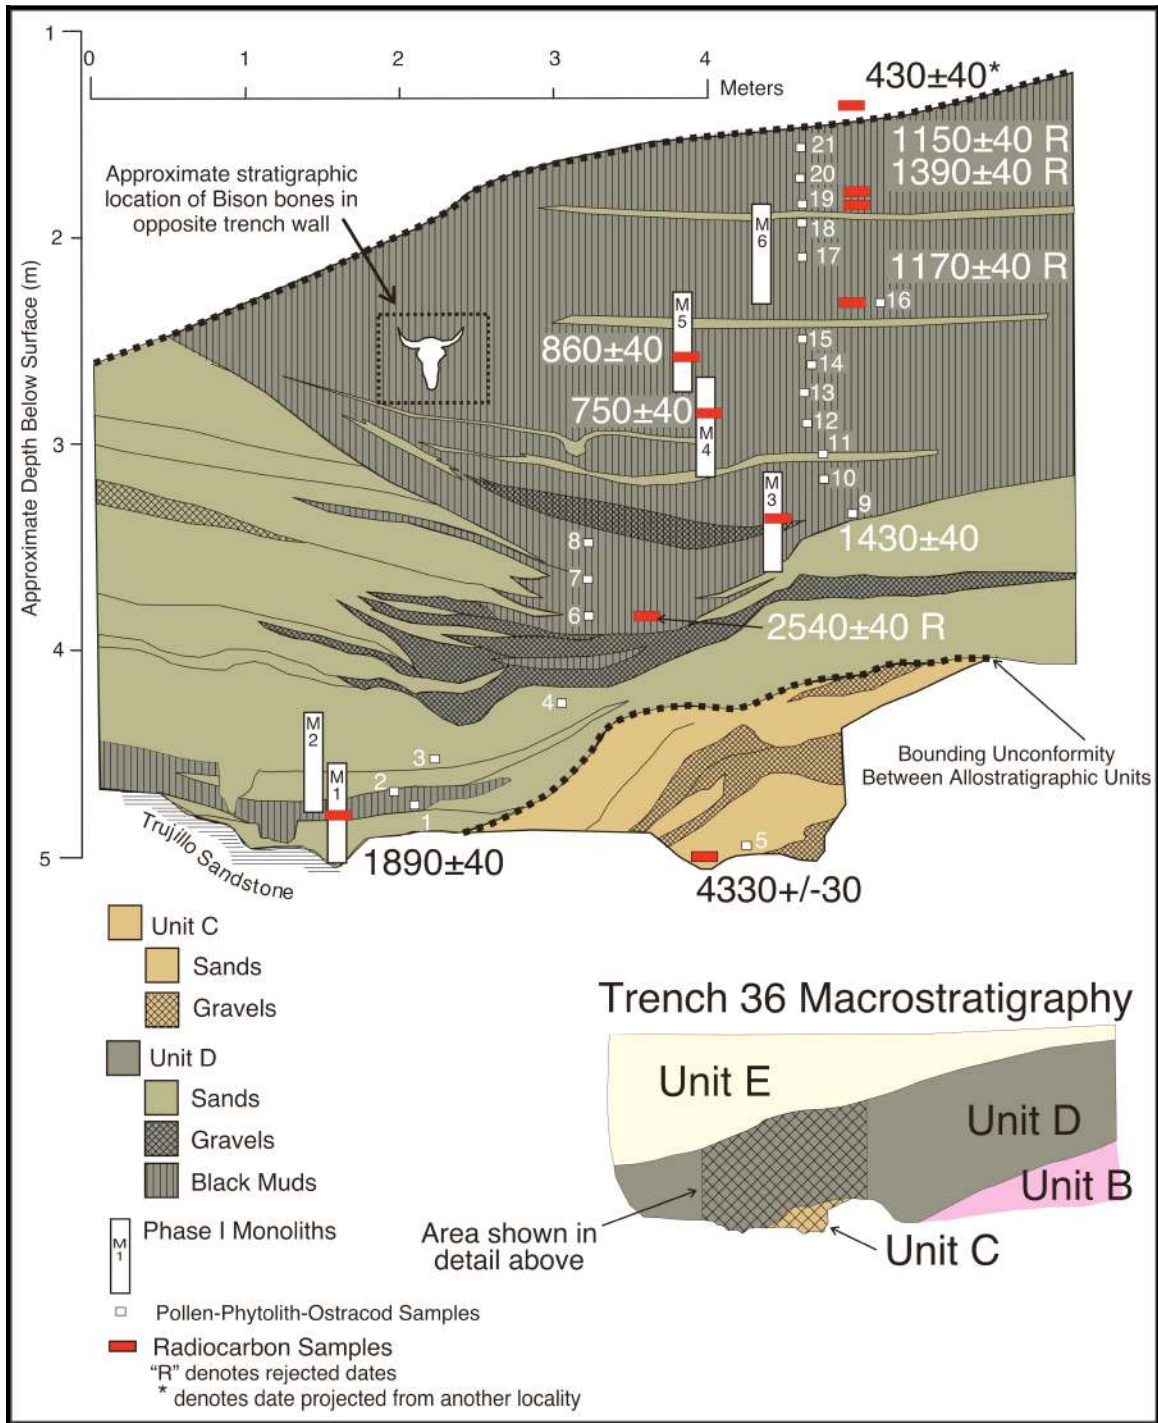 1
0
1
2
3
4
Meters
430±40*
1150±40 R
1390±40 R
21
20
19
18
17
16
1170±40 R
Approximate stratigraphic
location of Bison bones in
opposite trench wall
2
M
6
M
5
860±40
15
14
13
12
11
10
9
750±40
M
4
3
M
3
1430±40
8
7
6
2540±40 R
Approximate Depth Below Surface (m)
4
4
M
2
M
1
3
2
1
5
Bounding Unconformity
Between Allostratigraphic Units
Trujillo Sandstone
5
1890±40
4330+/-30
Unit C
Sands
Gravels
Unit D
Sands
Gravels
Black Muds
M
1
Phase I Monoliths
Pollen-Phytolith-Ostracod Samples
Radiocarbon Samples
"R" denotes rejected dates
* denotes date projected from another locality
Trench 36 Macrostratigraphy
Unit E
Unit D
Unit B
Area shown in
detail above
Unit C